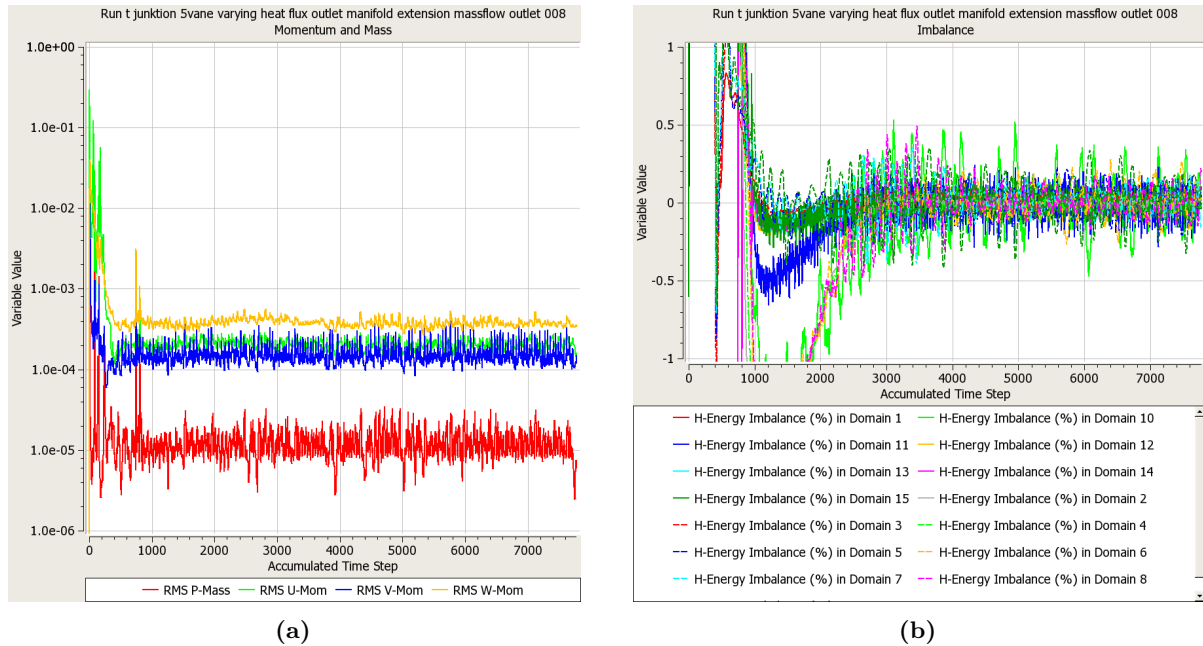 Run t junktion 5vane varying heat flux outlet manifold extension massflow outlet 008
Momentum and Mass
1.0e+00
1.0e-01
1.0e-02
1.0e-03
1.0e-04
1.0e-05
1.0e-06
Variable Value
0 1000 2000 3000 4000 5000 6000 7000
Accumulated Time Step
RMS P-Mass RMS U-Mom RMS V-Mom RMS W-Mom
(a)
Run t junktion 5vane varying heat flux outlet manifold extension massflow outlet 008
Imbalance
1
0.5
0
-0.5
-1
Variable Value
0 1000 2000 3000 4000 5000 6000 7000
Accumulated Time Step
H-Energy Imbalance (%) in Domain 1 H-Energy Imbalance (%) in Domain 10
H-Energy Imbalance (%) in Domain 11 H-Energy Imbalance (%) in Domain 12
H-Energy Imbalance (%) in Domain 13 H-Energy Imbalance (%) in Domain 14
H-Energy Imbalance (%) in Domain 15 H-Energy Imbalance (%) in Domain 2
H-Energy Imbalance (%) in Domain 3 H-Energy Imbalance (%) in Domain 4
H-Energy Imbalance (%) in Domain 5 H-Energy Imbalance (%) in Domain 6
H-Energy Imbalance (%) in Domain 7 H-Energy Imbalance (%) in Domain 8
(b)